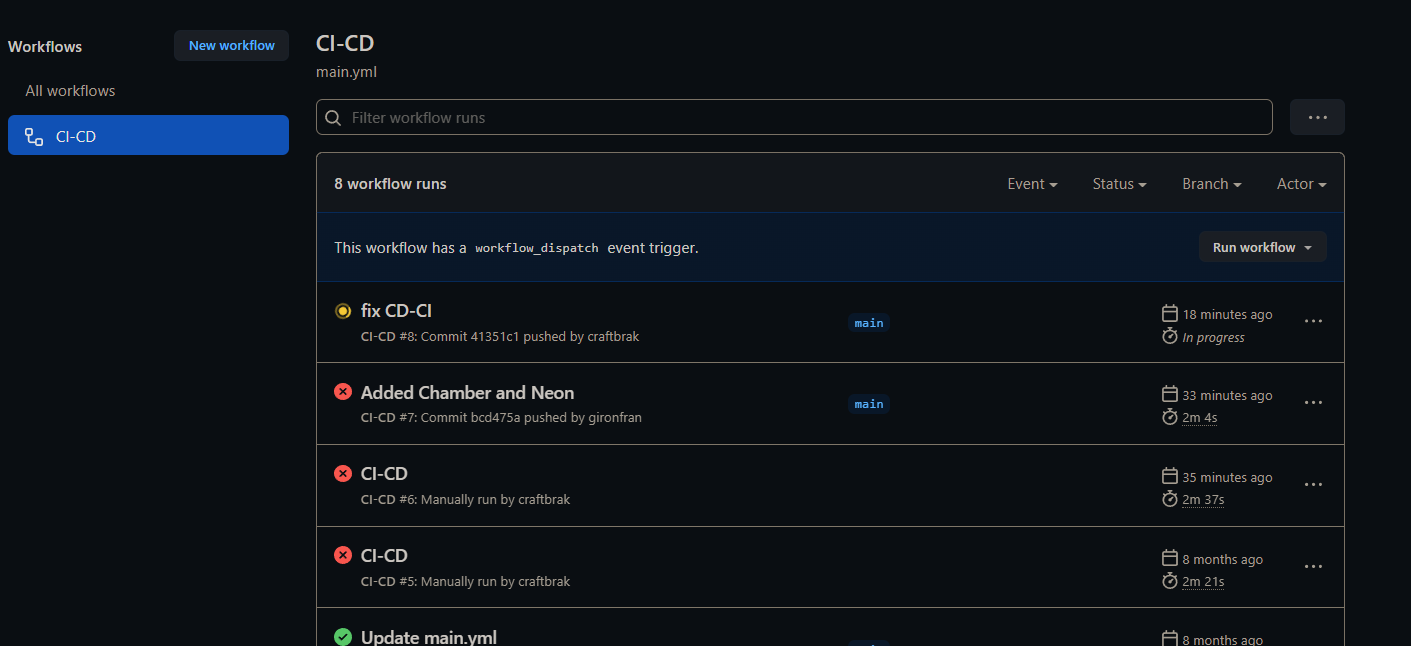 Workflows
New workflow
All workflows
CI-CD
CI-CD
main.yml
Filter workflow runs
8 workflow runs
Event
Status
Branch
Actor
This workflow has a workflow_dispatch event trigger.
Run workflow
fix CD-CI
CI-CD #8: Commit 41351c1 pushed by craftbrak
main
18 minutes ago
In progress
Added Chamber and Neon
CI-CD #7: Commit bcd475a pushed by gironfran
main
33 minutes ago
2m 4s
CI-CD
CI-CD #6: Manually run by craftbrak
35 minutes ago
2m 37s
CI-CD
CI-CD #5: Manually run by craftbrak
8 months ago
2m 21s
Update main.yml
8 months ago